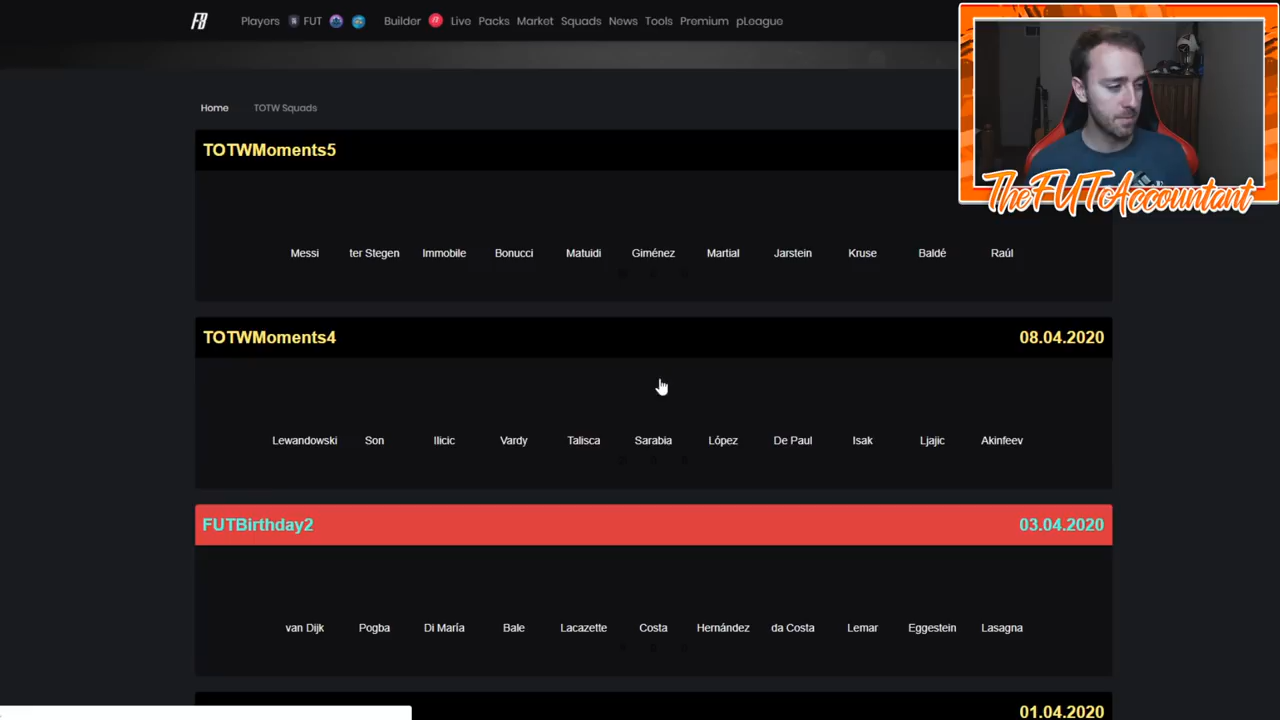 FB Players FUT Builder Live Packs Market Squads News Tools Premium pLeague
TheFUTAccountant
Home TOTW Squads
TOTWMoments5
Messi ter Stegen Immobile Bonucci Matuidi Giménez Martial Jarstein Kruse Baldé Raúl
TOTWMoments4 08.04.2020
Lewandowski Son Ilicic Vardy Talisca Sarabia López De Paul Isak Ljajic Akinfeev
FUTBirthday2 03.04.2020
van Dijk Pogba Di María Bale Lacazette Costa Hernández da Costa Lemar Eggestein Lasagna
01.04.2020